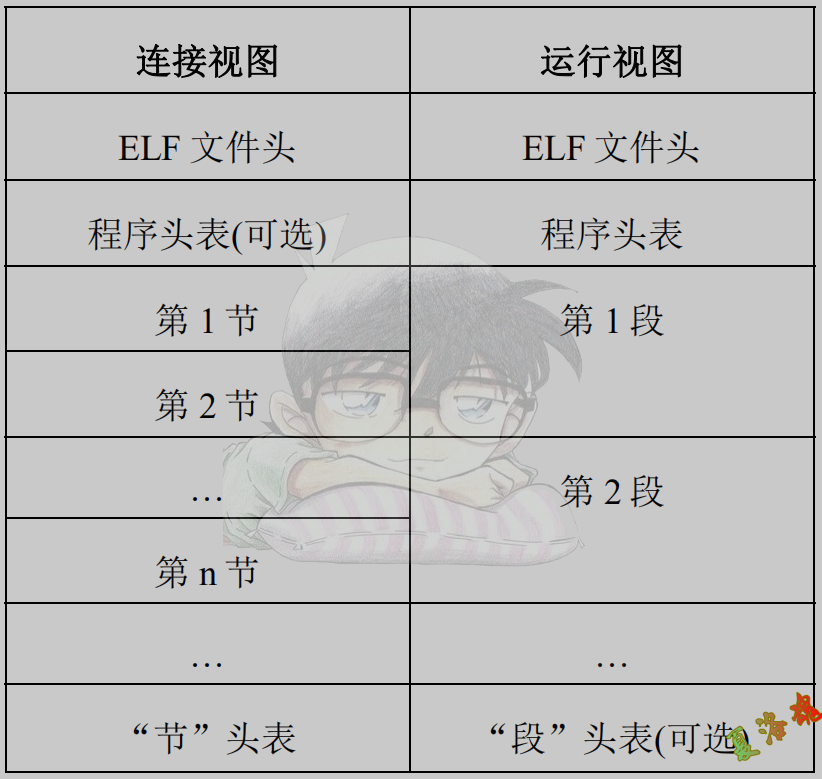 连接视图 运行视图
ELF 文件头 ELF 文件头
程序头表(可选) 程序头表
第 1 节 第 1 段
第 2 节
… 第 2 段
第 n 节
… …
“节”头表 “段”头表(可选)